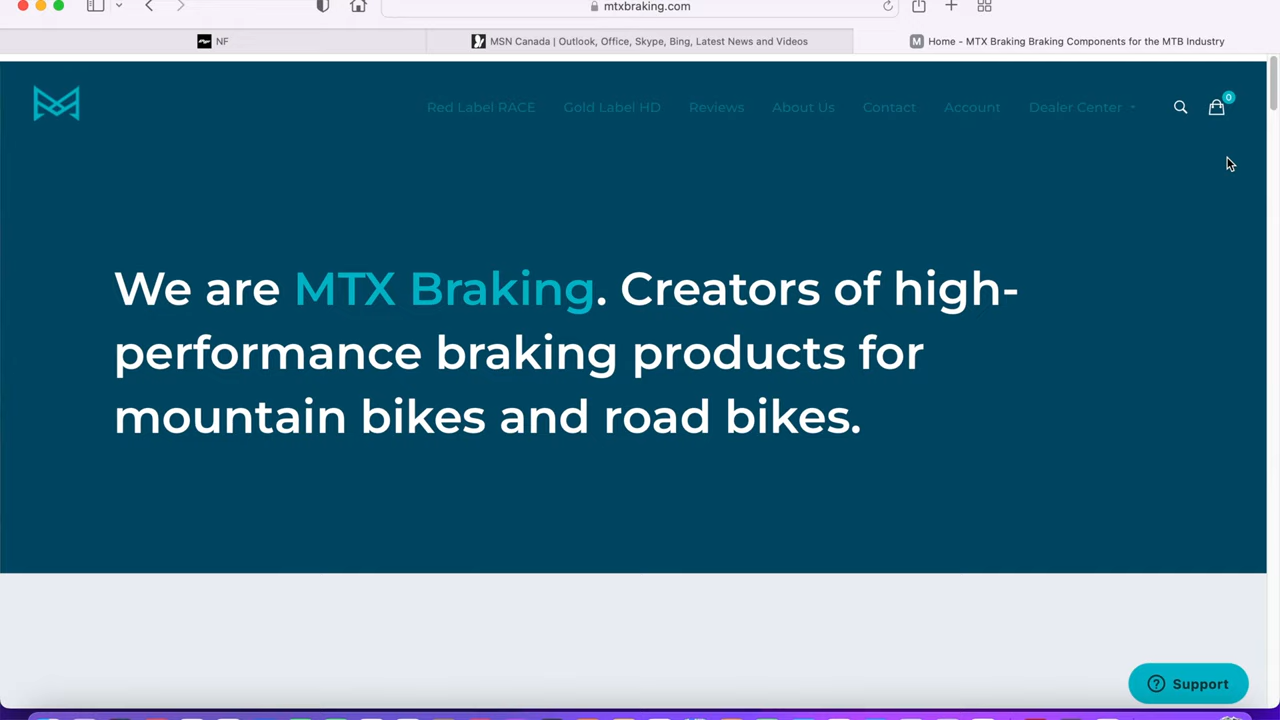 mtxbraking.com
NF
MSN Canada | Outlook, Office, Skype, Bing, Latest News and Videos
M Home - MTX Braking Braking Components for the MTB Industry
Red Label RACE Gold Label HD Reviews About Us Contact Account Dealer Center 0
We are MTX Braking. Creators of high-
performance braking products for
mountain bikes and road bikes.
? Support